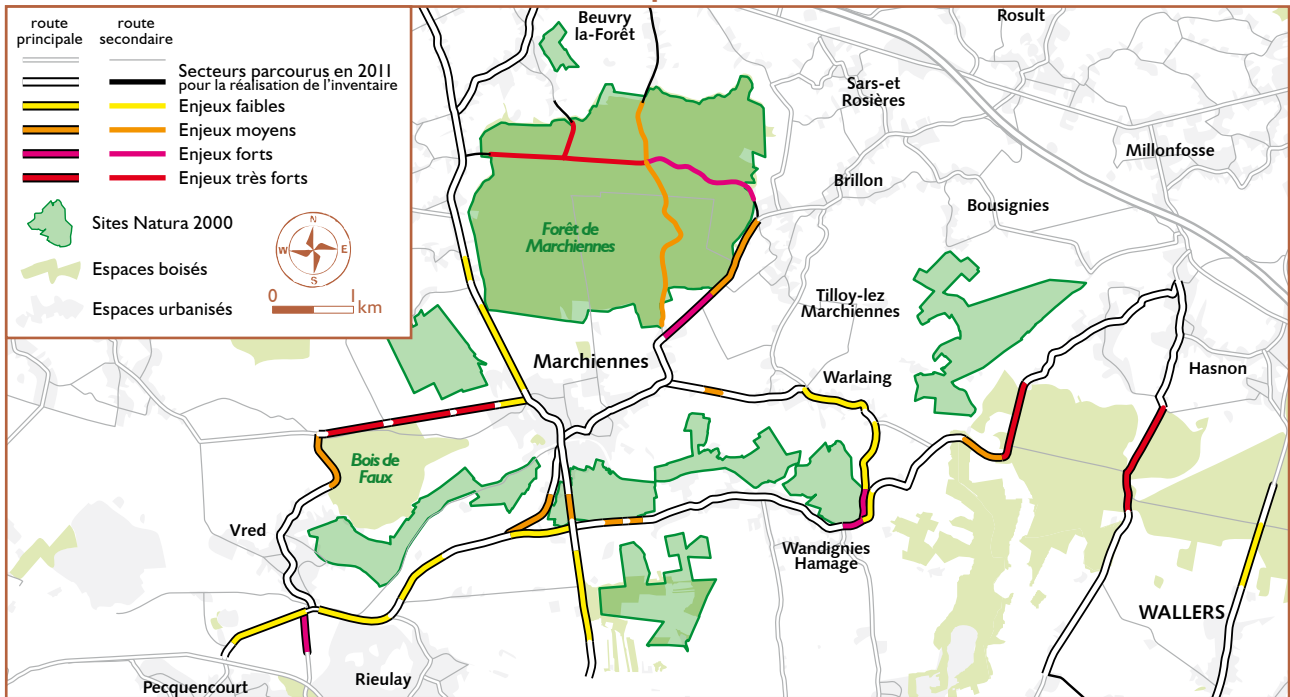 route
principale
route
secondaire
Secteurs parcourus en 2011
pour la réalisation de l'inventaire
Enjeux faibles
Enjeux moyens
Enjeux forts
Enjeux très forts
Sites Natura 2000
Espaces boisés
Espaces urbanisés
N
W
E
S
0
1
km
Beuvry
la-Forêt
Rosult
Sars-et
Rosières
Millonfosse
Brillon
Bousignies
Forêt de
Marchiennes
Tilloy-lez
Marchiennes
Marchiennes
Warlaing
Hasnon
Bois de
Faux
Vred
Wandignies
Hamage
WALLERS
Rieulay
Pecquencourt